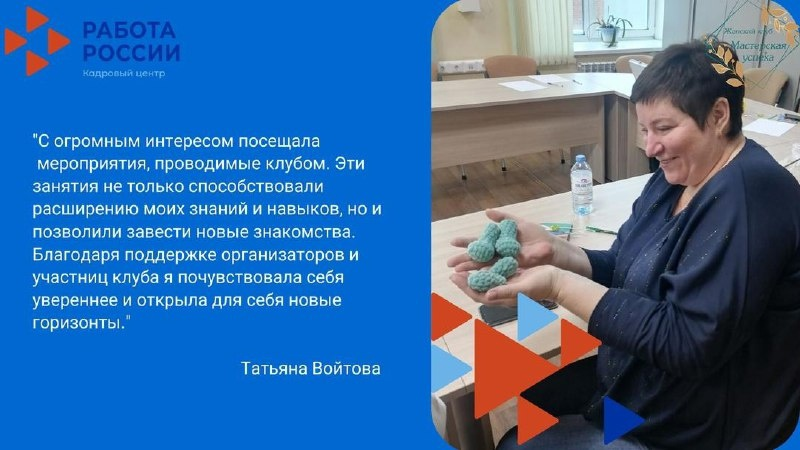 РАБОТА
РОССИИ
Кадровый центр
"С огромным интересом посещала
мероприятия, проводимые клубом. Эти
занятия не только способствовали
расширению моих знаний и навыков, но и
позволили завести новые знакомства.
Благодаря поддержке организаторов и
участниц клуба я почувствовала себя
увереннее и открыла для себя новые
горизонты."
Татьяна Войтова
Женский клуб
Мастерская
успеха